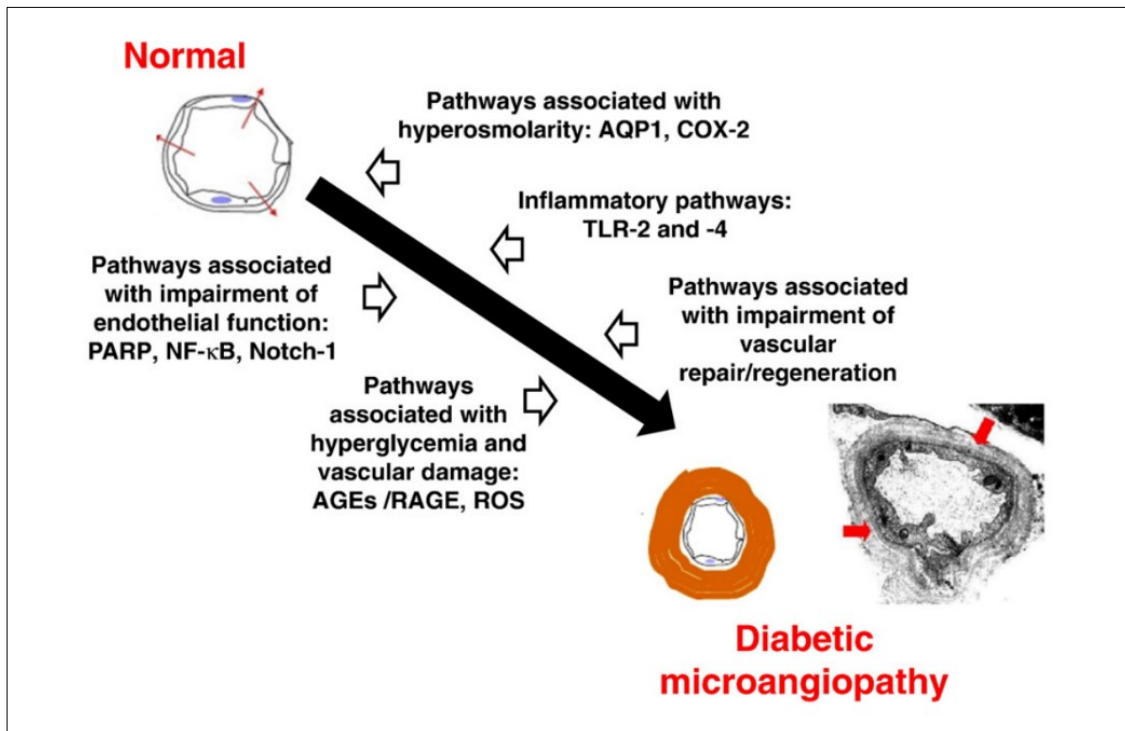 Normal
Pathways associated with
hyperosmolarity: AQP1, COX-2
Inflammatory pathways:
TLR-2 and -4
Pathways associated
with impairment of
endothelial function:
PARP, NF-κB, Notch-1
Pathways associated
with impairment of
vascular
repair/regeneration
Pathways
associated with
hyperglycemia and
vascular damage:
AGEs /RAGE, ROS
Diabetic
microangiopathy